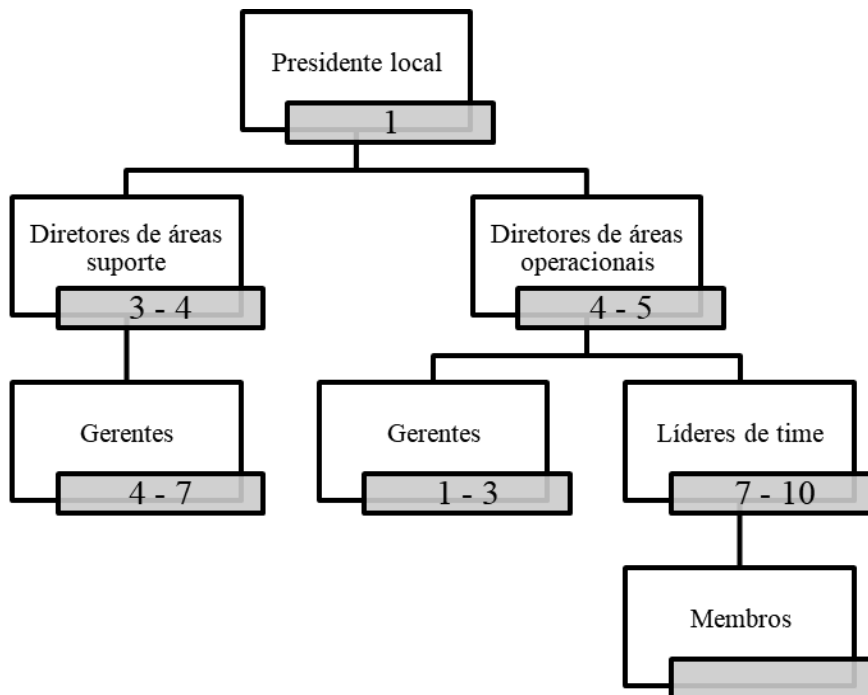 Presidente local
1
Diretores de áreas
suporte
3 - 4
Diretores de áreas
operacionais
4 - 5
Gerentes
4 - 7
Gerentes
1 - 3
Líderes de time
7 - 10
Membros